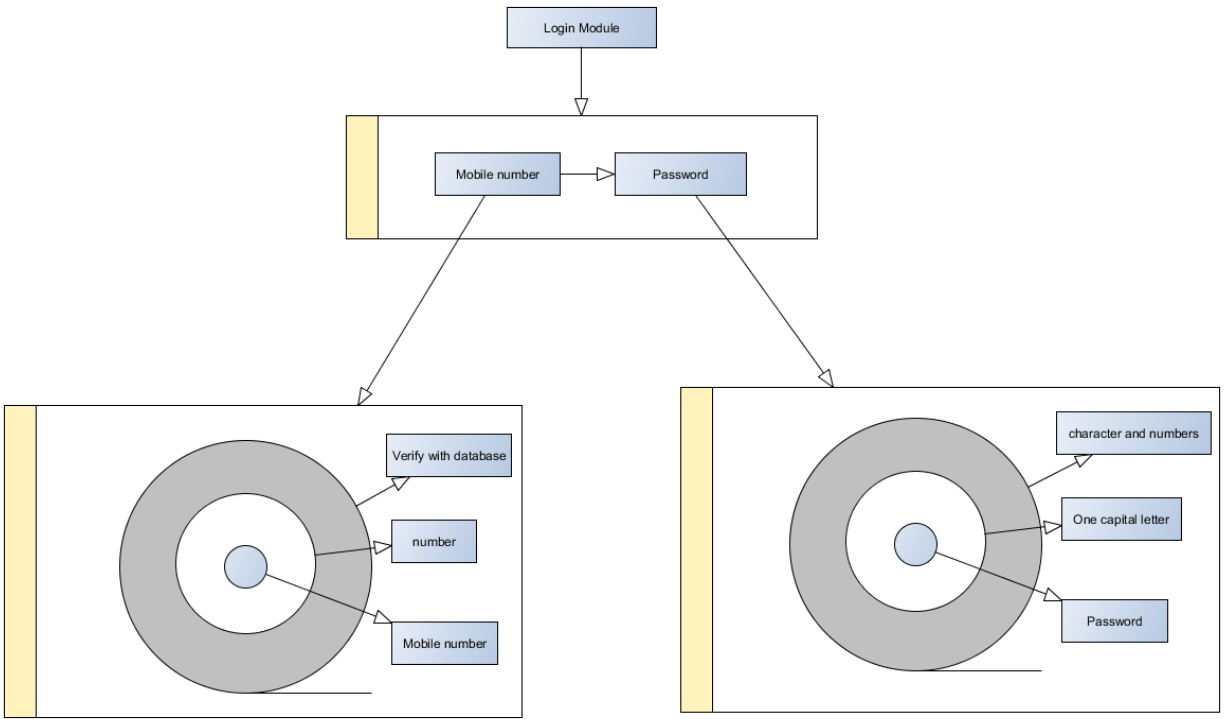 Login Module
Mobile number
Password
Verify with database
number
Mobile number
character and numbers
One capital letter
Password